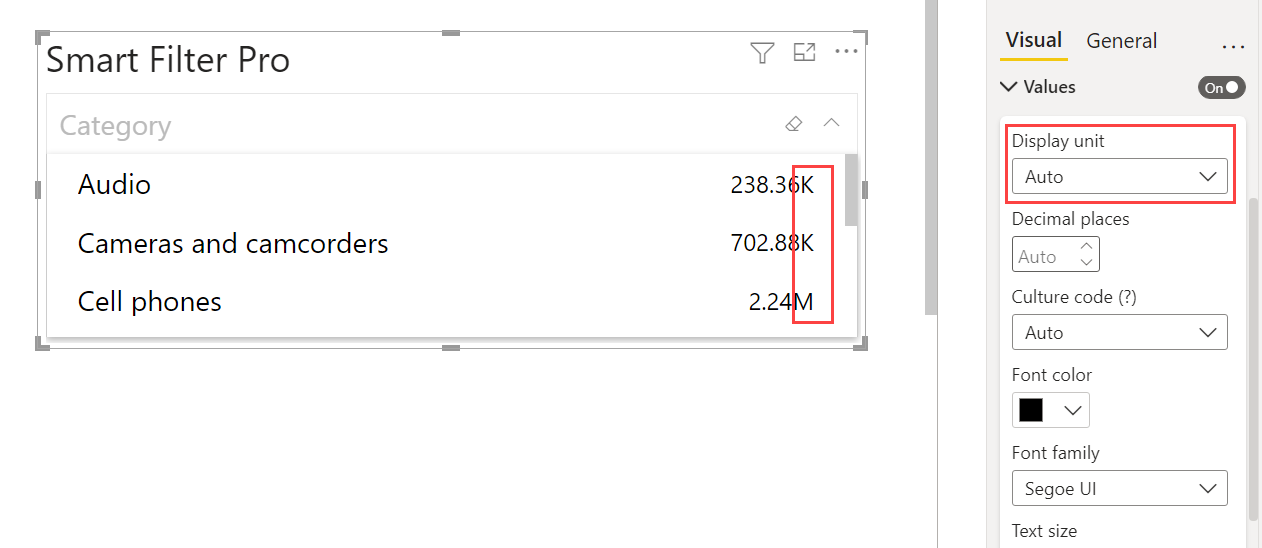 Smart Filter Pro
Category
Audio 238.36K
Cameras and camcorders 702.88K
Cell phones 2.24M
Visual General ...
Values On
Display unit
Auto
Decimal places
Auto
Culture code (?)
Auto
Font color
Font family
Segoe UI
Text size